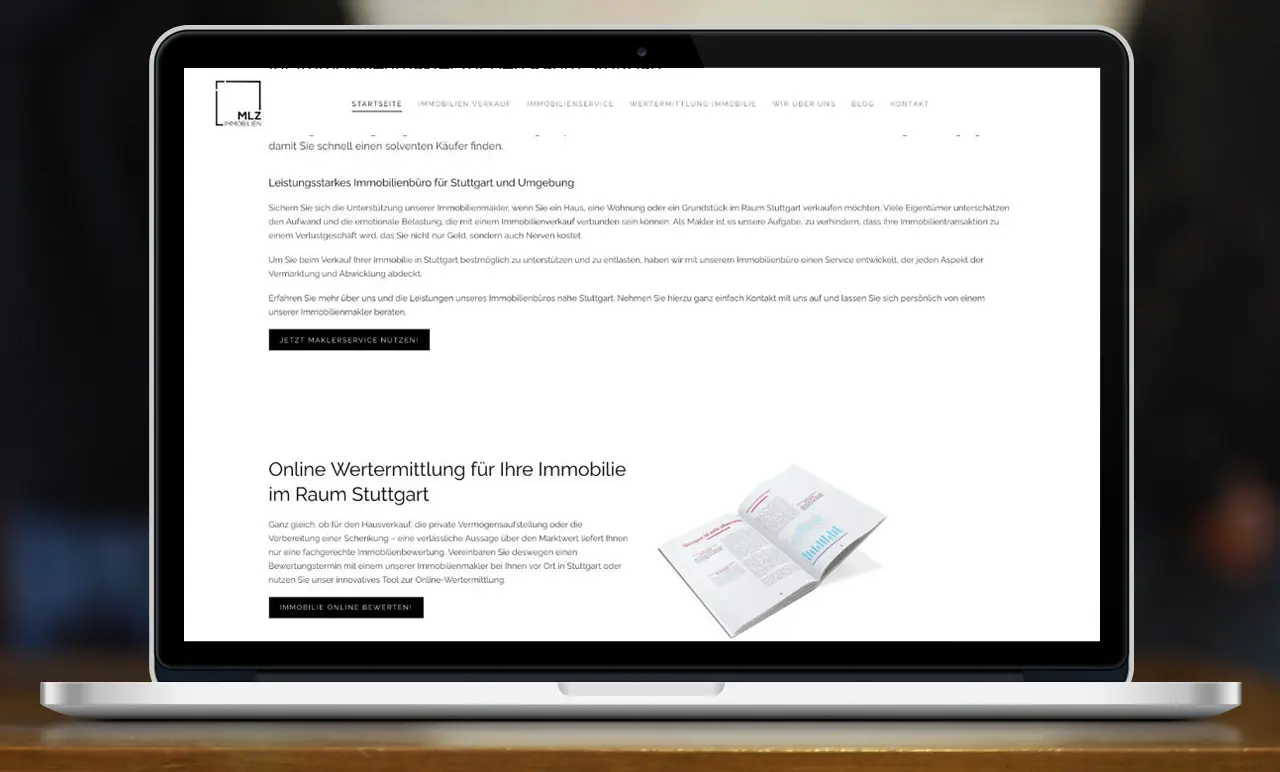 MLZ
IMMOBILIEN
STARTSEITE IMMOBILIEN VERKAUF IMMOBILIENSERVICE WERTERMITTLUNG IMMOBILIE WIR ÜBER UNS BLOG KONTAKT
damit Sie schnell einen solventen Käufer finden.
Leistungsstarkes Immobilienbüro für Stuttgart und Umgebung
Sichern Sie sich die Unterstützung unserer Immobilienmakler, wenn Sie ein Haus, eine Wohnung oder ein Grundstück im Raum Stuttgart verkaufen möchten. Viele Eigentümer unterschätzen
den Aufwand und die emotionale Belastung, die mit einem Immobilienverkauf verbunden sein können. Als Makler ist es unsere Aufgabe, zu verhindern, dass Ihre Immobilientransaktion zu
einem Verlustgeschäft wird, das Sie nicht nur Geld, sondern auch Nerven kostet.
Um Sie beim Verkauf Ihrer Immobilie in Stuttgart bestmöglich zu unterstützen und zu entlasten, haben wir mit unserem Immobilienbüro einen Service entwickelt, der jeden Aspekt der
Vermarktung und Abwicklung abdeckt.
Erfahren Sie mehr über uns und die Leistungen unseres Immobilienbüros nahe Stuttgart. Nehmen Sie hierzu ganz einfach Kontakt mit uns auf und lassen Sie sich persönlich von einem
unserer Immobilienmakler beraten.
JETZT MAKLERSERVICE NUTZEN!
Online Wertermittlung für Ihre Immobilie
im Raum Stuttgart
Ganz gleich, ob für den Hausverkauf, die private Vermögensaufstellung oder die
Vorbereitung einer Schenkung – eine verlässliche Aussage über den Marktwert liefert Ihnen
nur eine fachgerechte Immobilienbewertung. Vereinbaren Sie deswegen einen
Bewertungstermin mit einem unserer Immobilienmakler bei Ihnen vor Ort in Stuttgart oder
nutzen Sie unser innovatives Tool zur Online-Wertermittlung.
IMMOBILIE ONLINE BEWERTEN!